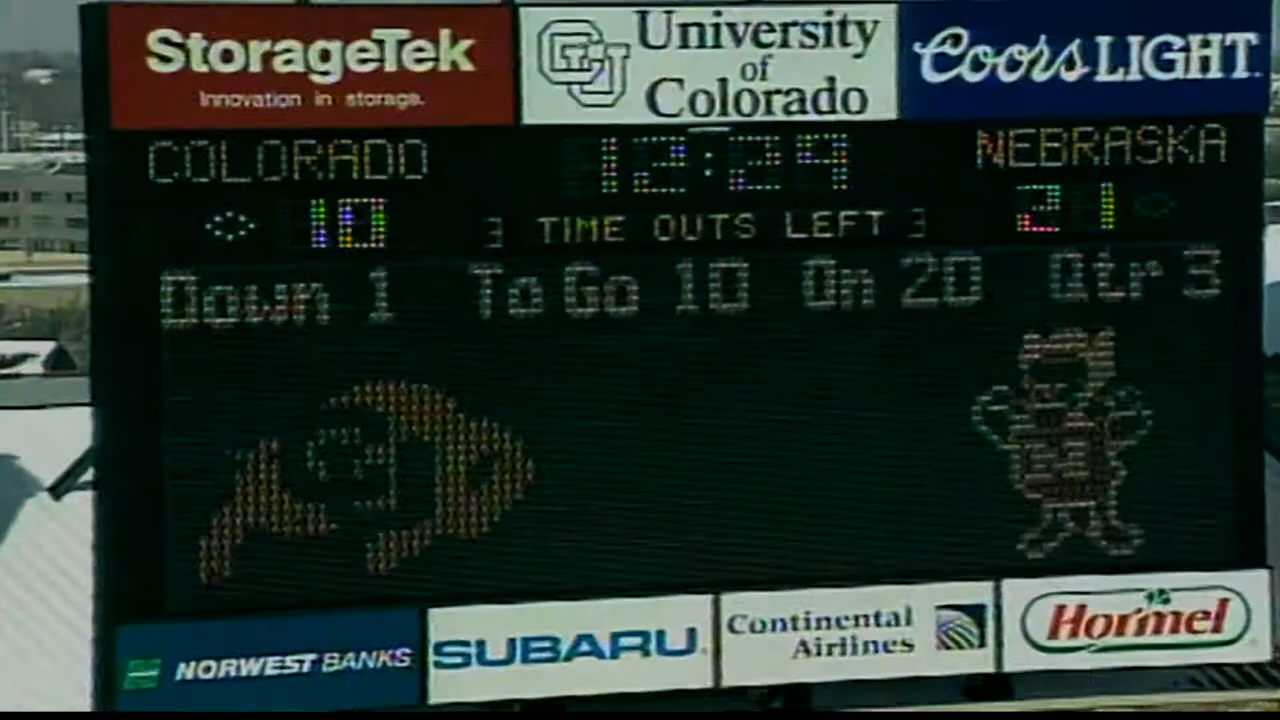 StorageTek
Innovation in storage.
CU
University
of
Colorado
Coors LIGHT
COLORADO 12:24 NEBRASKA
10 3 TIME OUTS LEFT 3 21
Down 1 To Go 10 On 20 Qtr 3
NORWEST BANKS
SUBARU
Continental
Airlines
Hormel